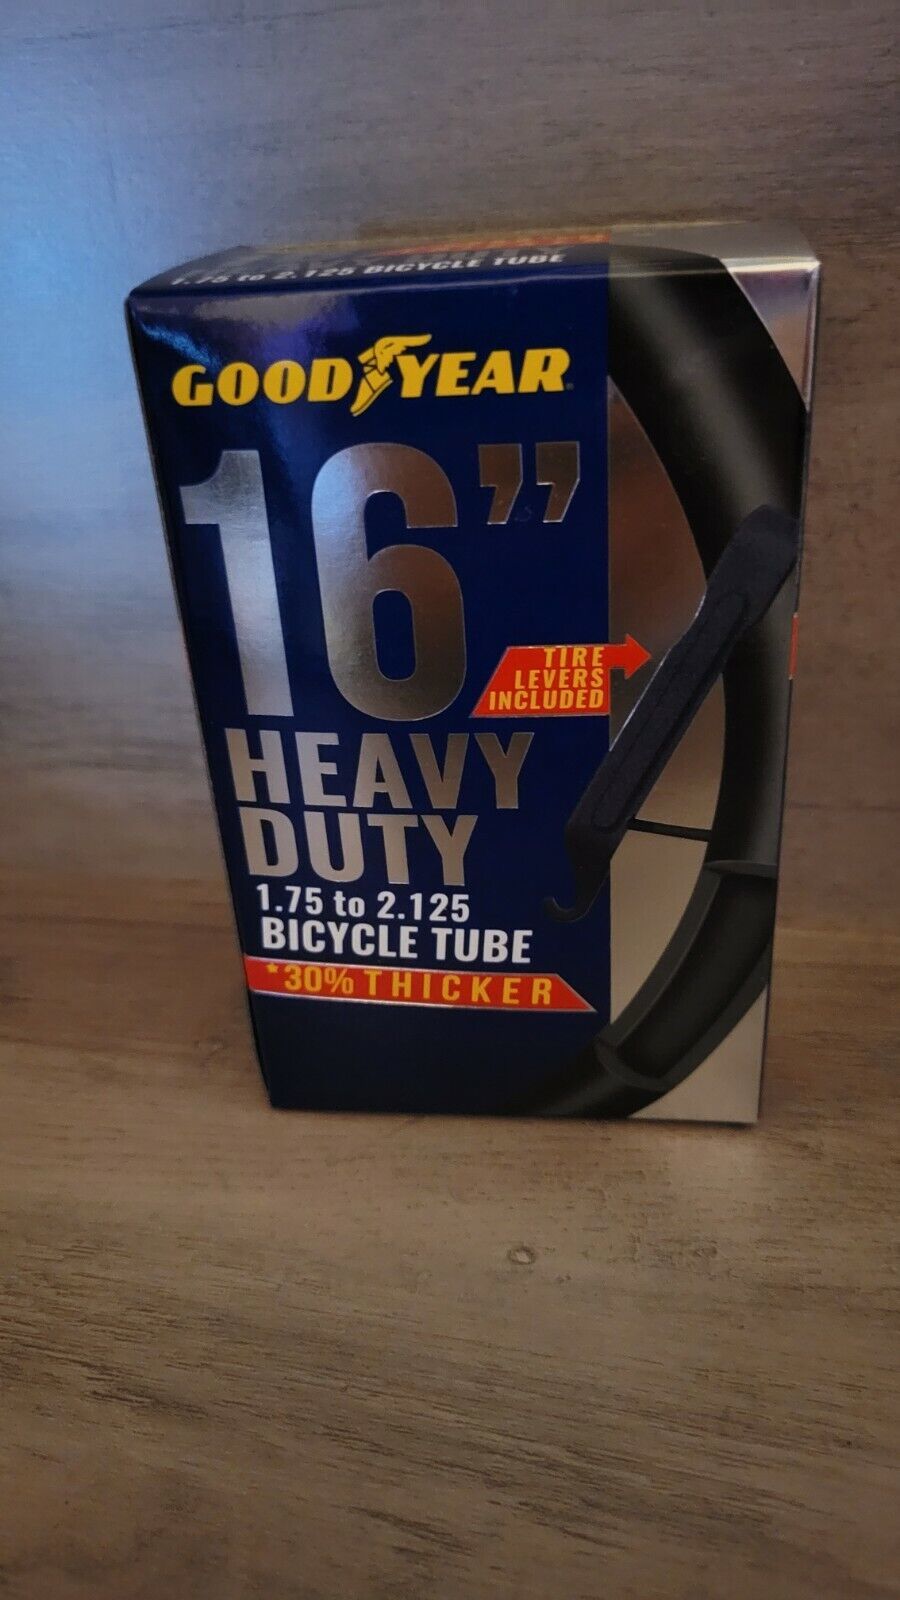 1.75 to 2.125 BICYCLE TUBE
GOODYEAR
16”
TIRE
LEVERS
INCLUDED
HEAVY
DUTY
1.75 to 2.125
BICYCLE TUBE
*30% THICKER